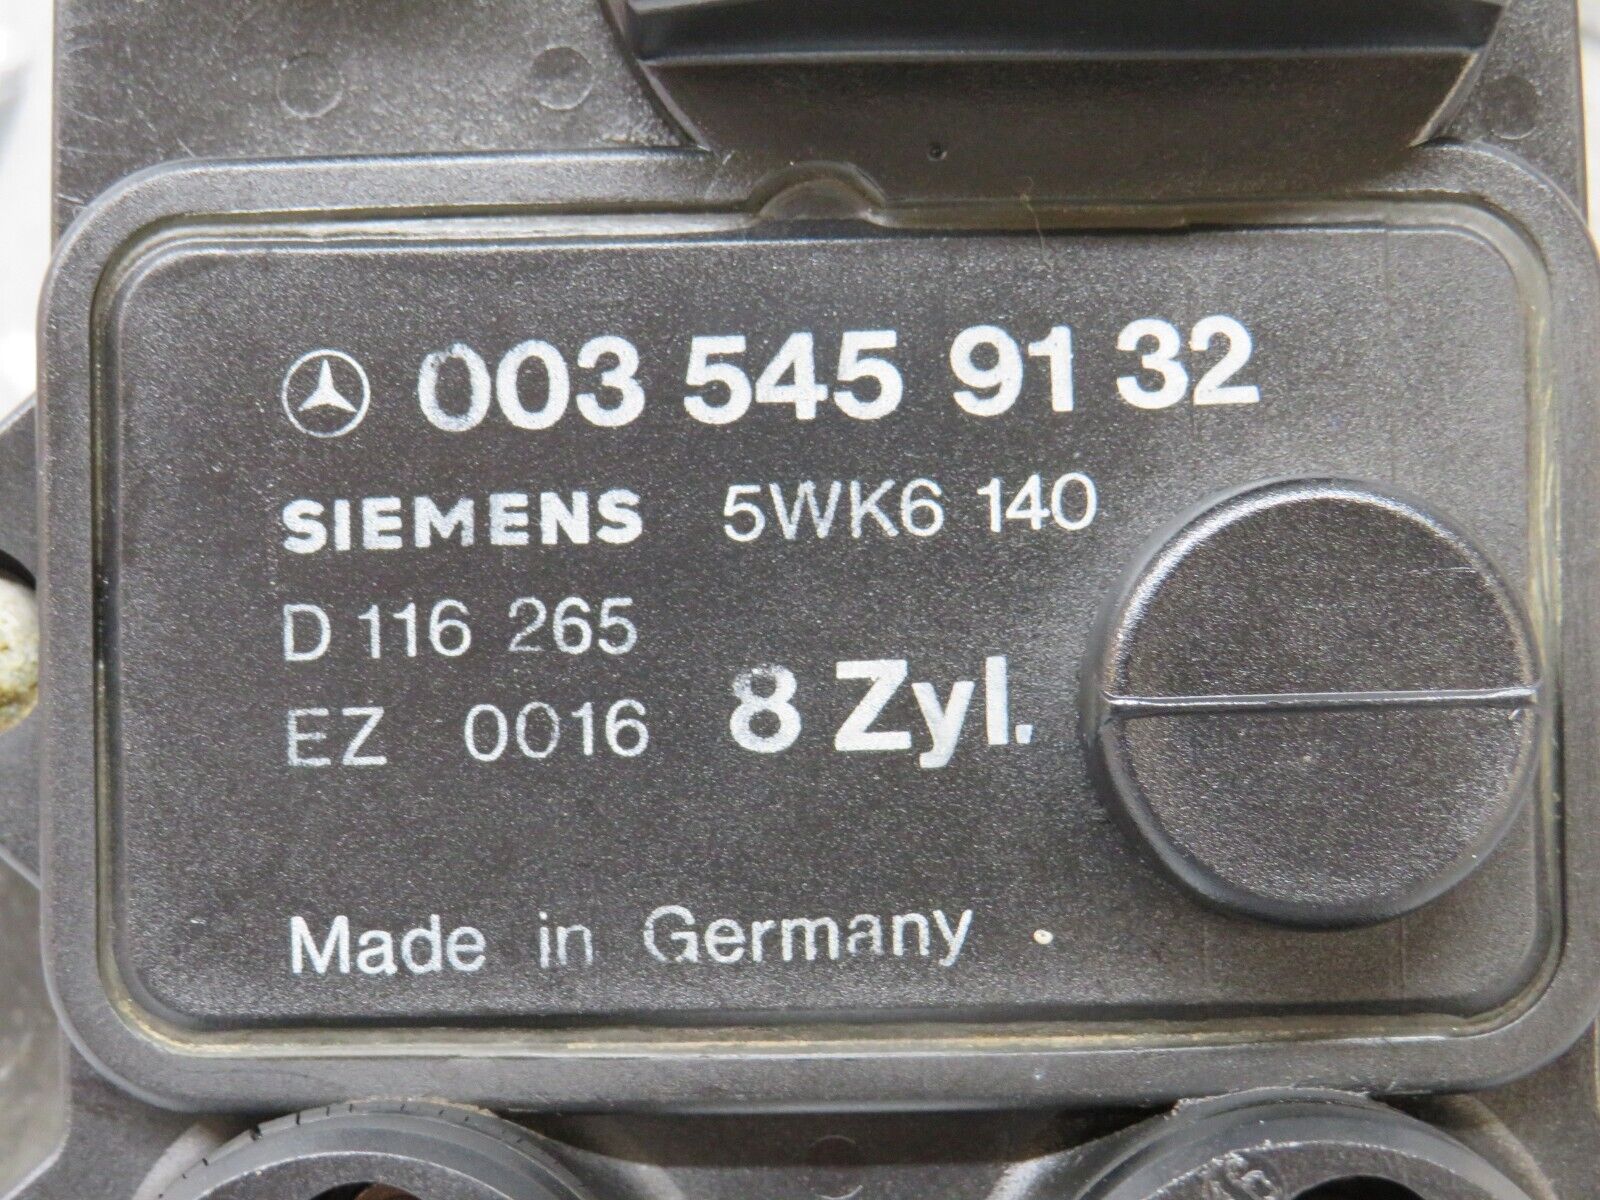 003 545 91 32
SIEMENS 5WK6 140
D 116 265
EZ 0016 8 Zyl.
Made in Germany .